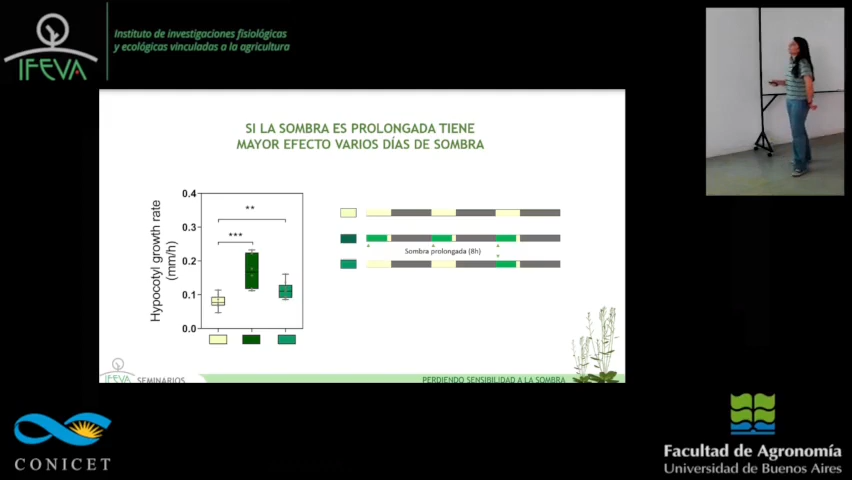 Instituto de investigaciones fisiológicas
y ecológicas vinculadas a la agricultura
IFEVA
SI LA SOMBRA ES PROLONGADA TIENE
MAYOR EFECTO VARIOS DÍAS DE SOMBRA
Hypocotyl growth rate
(mm/h)
0.4
0.3
0.2
0.1
0.0
**
***
Sombra prolongada (8h)
IFEVA SEMINARIOS
PERDIENDO SENSIBILIDAD A LA SOMBRA
CONICET
Facultad de Agronomía
Universidad de Buenos Aires